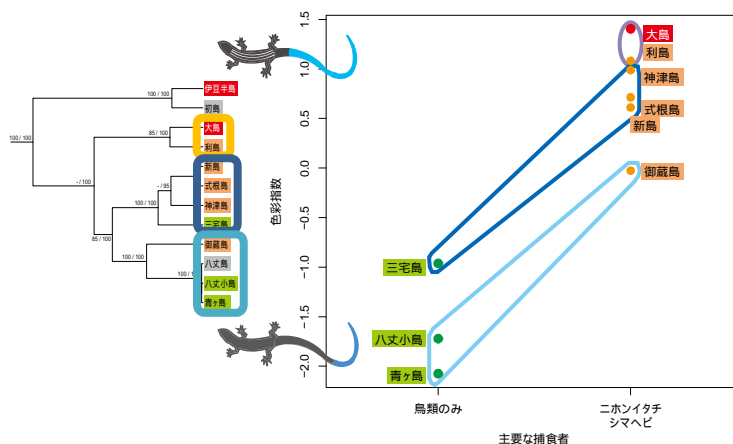 100 / 100
100 / 100
85 / 100
- / 95
- / 100
100 / 100
85 / 100
100 / 100
100 / 100
伊豆半島
初島
大島
利島
新島
式根島
神津島
三宅島
御蔵島
八丈島
八丈小島
青ヶ島
色彩指数
1.5
1.0
0.5
0.0
−0.5
−1.0
−1.5
−2.0
大島
利島
神津島
式根島
新島
御蔵島
三宅島
八丈小島
青ヶ島
鳥類のみ
ニホンイタチ
シマヘビ
主要な捕食者